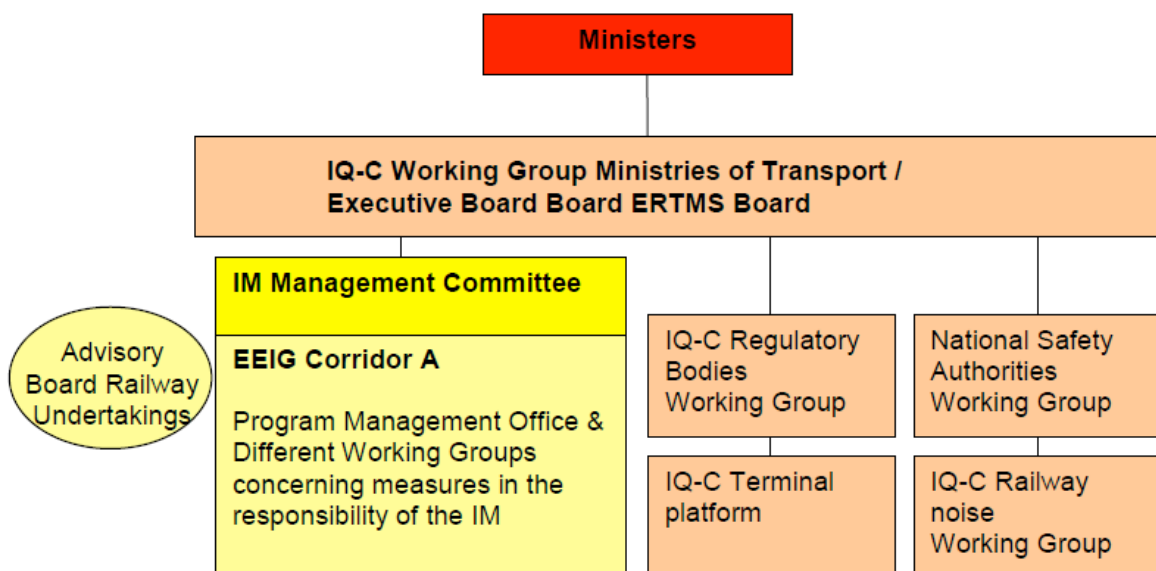 Ministers
IQ-C Working Group Ministries of Transport /
Executive Board Board ERTMS Board
IM Management Committee
Advisory
Board Railway
Undertakings
EEIG Corridor A
Program Management Office &
Different Working Groups
concerning measures in the
responsibility of the IM
IQ-C Regulatory
Bodies
Working Group
National Safety
Authorities
Working Group
IQ-C Terminal
platform
IQ-C Railway
noise
Working Group